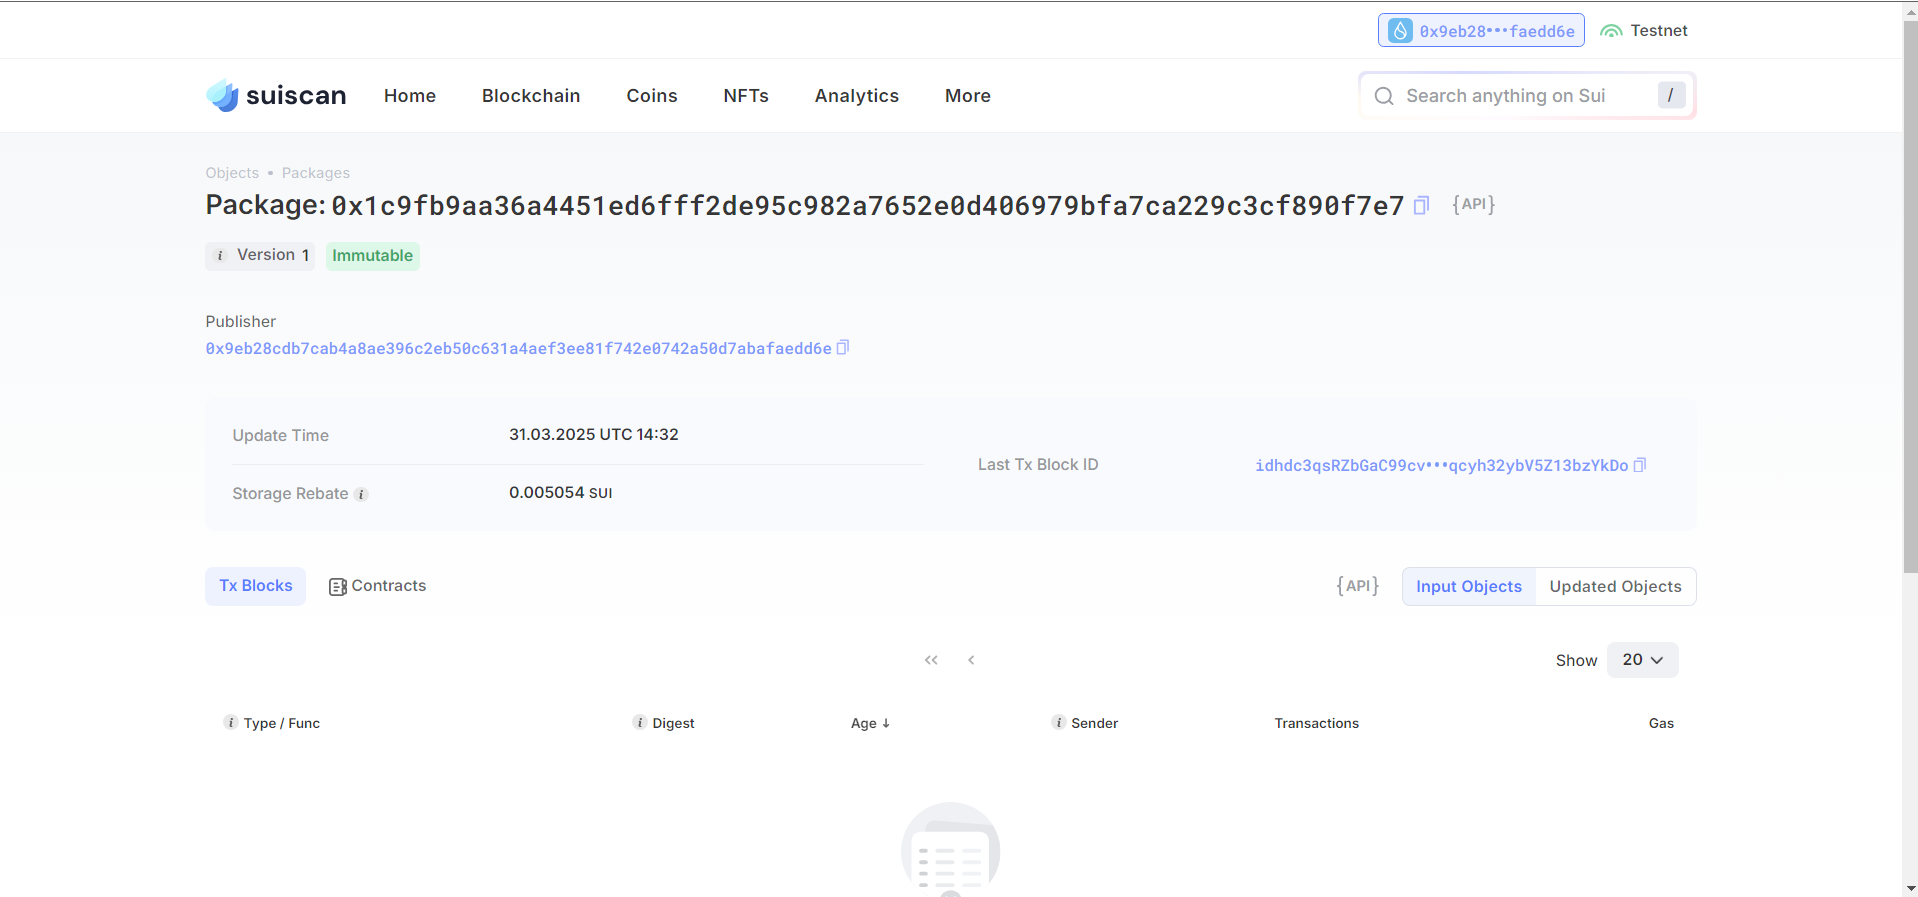 0x9eb28•••faedd6e Testnet
suiscan Home Blockchain Coins NFTs Analytics More Search anything on Sui /
Objects • Packages
Package: 0x1c9fb9aa36a4451ed6fff2de95c982a7652e0d406979bfa7ca229c3cf890f7e7 {API}
i Version 1 Immutable
Publisher
0x9eb28cdb7cab4a8ae396c2eb50c631a4aef3ee81f742e0742a50d7abafaedd6e
Update Time 31.03.2025 UTC 14:32
Last Tx Block ID idhdc3qsRZbGaC99cv•••qcyh32ybV5Z13bzYkDo
Storage Rebate i 0.005054 SUI
Tx Blocks Contracts {API} Input Objects Updated Objects
Show 20
i Type / Func i Digest Age ↓ i Sender Transactions Gas